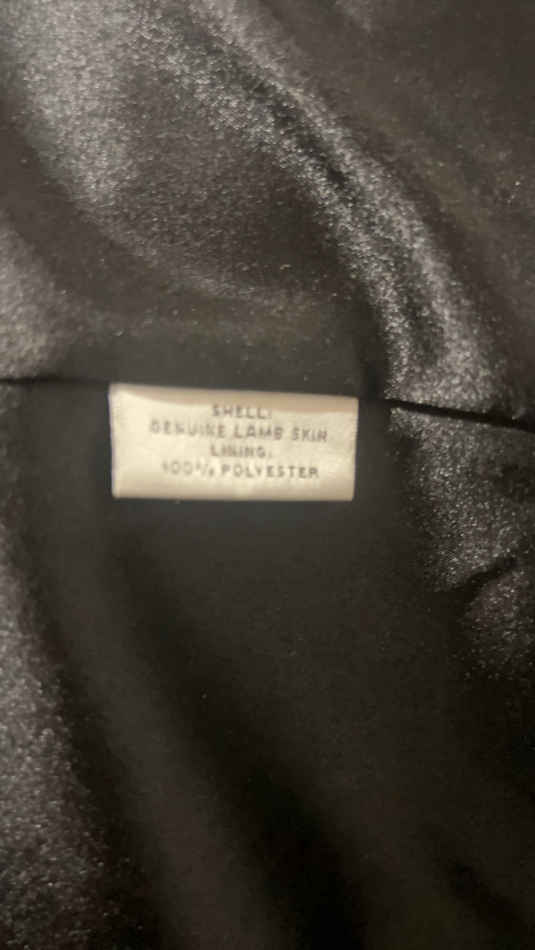 SHELL:
GENUINE LAMB SKIN
LINING:
100% POLYESTER